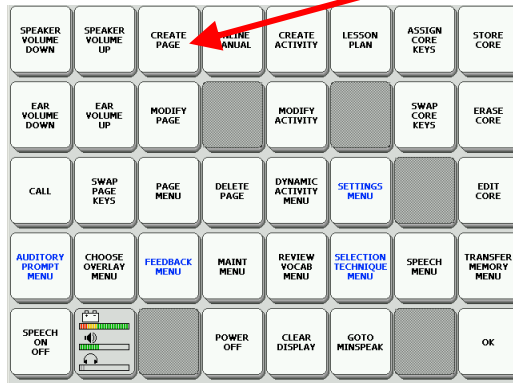 SPEAKER
VOLUME
DOWN
SPEAKER
VOLUME
UP
CREATE
PAGE
ONLINE
MANUAL
CREATE
ACTIVITY
LESSON
PLAN
ASSIGN
CORE
KEYS
STORE
CORE
EAR
VOLUME
DOWN
EAR
VOLUME
UP
MODIFY
PAGE
MODIFY
ACTIVITY
SWAP
CORE
KEYS
ERASE
CORE
CALL
SWAP
PAGE
KEYS
PAGE
MENU
DELETE
PAGE
DYNAMIC
ACTIVITY
MENU
SETTINGS
MENU
EDIT
CORE
AUDITORY
PROMPT
MENU
CHOOSE
OVERLAY
MENU
FEEDBACK
MENU
MAINT
MENU
REVIEW
VOCAB
MENU
SELECTION
TECHNIQUE
MENU
SPEECH
MENU
TRANSFER
MEMORY
MENU
SPEECH
ON
OFF
POWER
OFF
CLEAR
DISPLAY
GOTO
MINSPEAK
OK